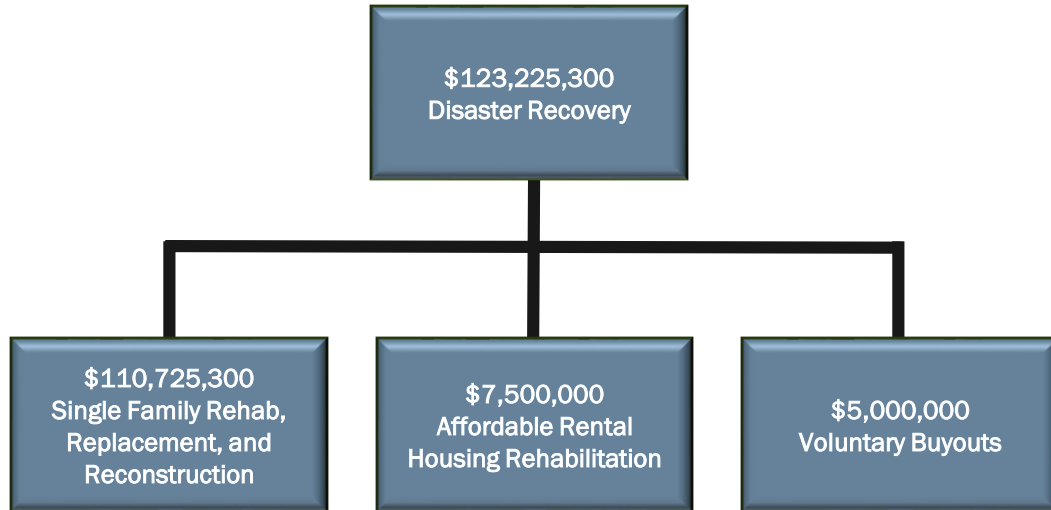 $123,225,300
Disaster Recovery
$110,725,300
Single Family Rehab,
Replacement, and
Reconstruction
$7,500,000
Affordable Rental
Housing Rehabilitation
$5,000,000
Voluntary Buyouts